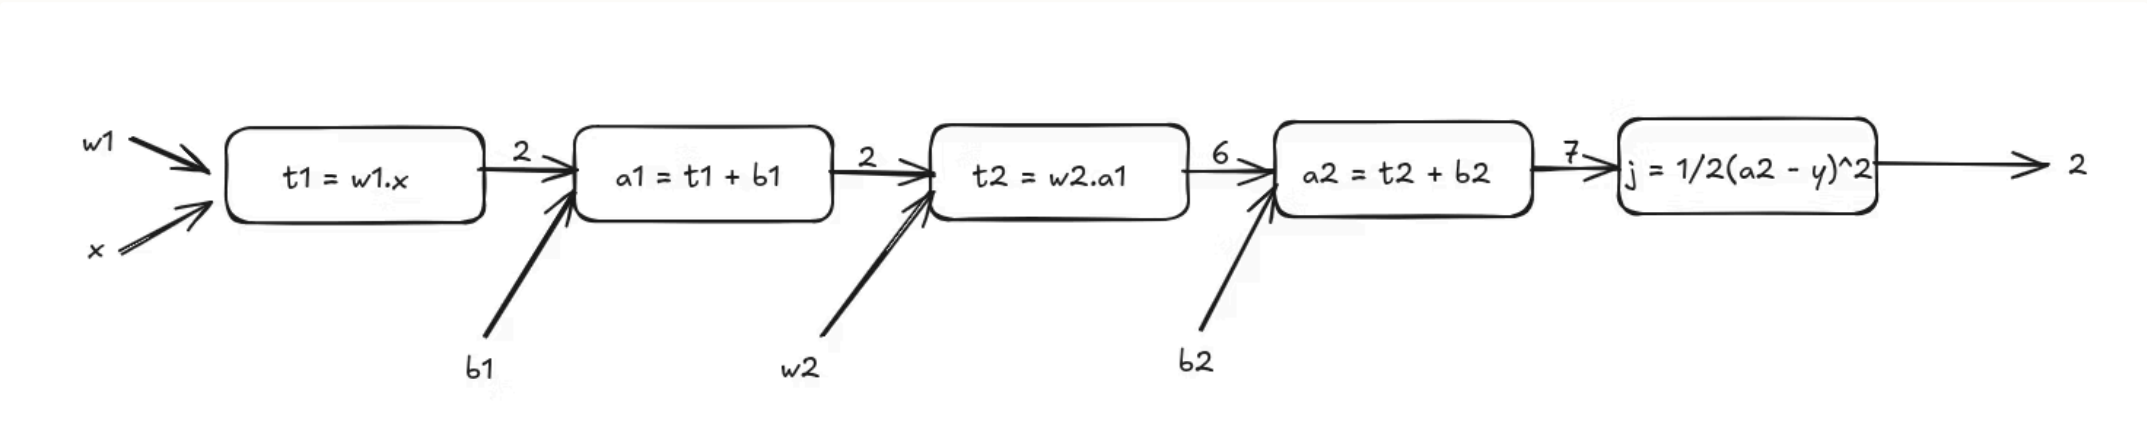 w1
x
t1 = w1.x
2
a1 = t1 + b1
b1
2
t2 = w2.a1
w2
6
a2 = t2 + b2
b2
7
j = 1/2(a2 - y)^2
2